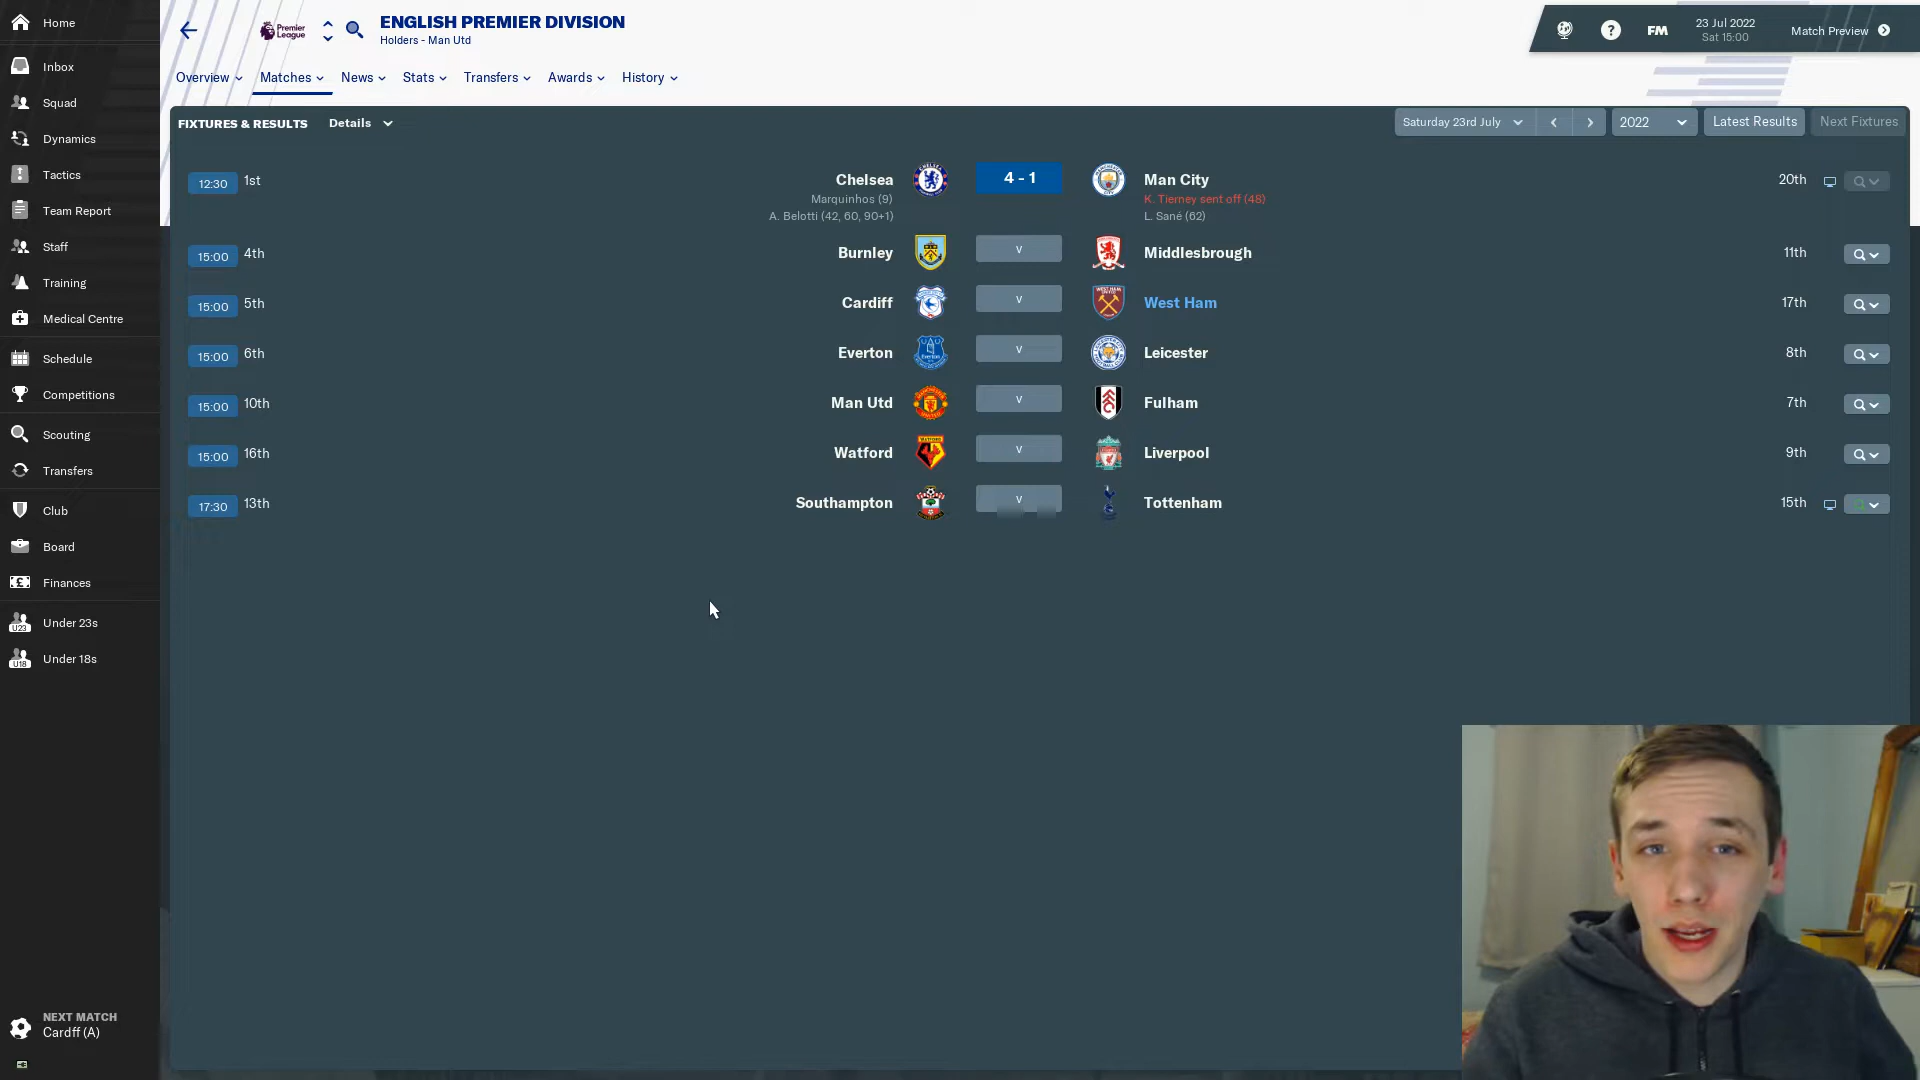 Home
Inbox
Squad
Dynamics
Tactics
Team Report
Staff
Training
Medical Centre
Schedule
Competitions
Scouting
Transfers
Club
Board
Finances
U23
Under 23s
U18
Under 18s
NEXT MATCH
Cardiff (A)
Premier League
ENGLISH PREMIER DIVISION
Holders - Man Utd
? FM
23 Jul 2022
Sat 15:00
Match Preview
Overview Matches News Stats Transfers Awards History
FIXTURES & RESULTS Details
Saturday 23rd July 2022 Latest Results Next Fixtures
12:30 1st Chelsea 4 - 1 Man City 20th
Marquinhos (9) K. Tierney sent off (48)
A. Belotti (42, 60, 90+1) L. Sané (62)
15:00 4th Burnley v Middlesbrough 11th
15:00 5th Cardiff v West Ham 17th
15:00 6th Everton v Leicester 8th
15:00 10th Man Utd v Fulham 7th
15:00 16th Watford v Liverpool 9th
17:30 13th Southampton v Tottenham 15th